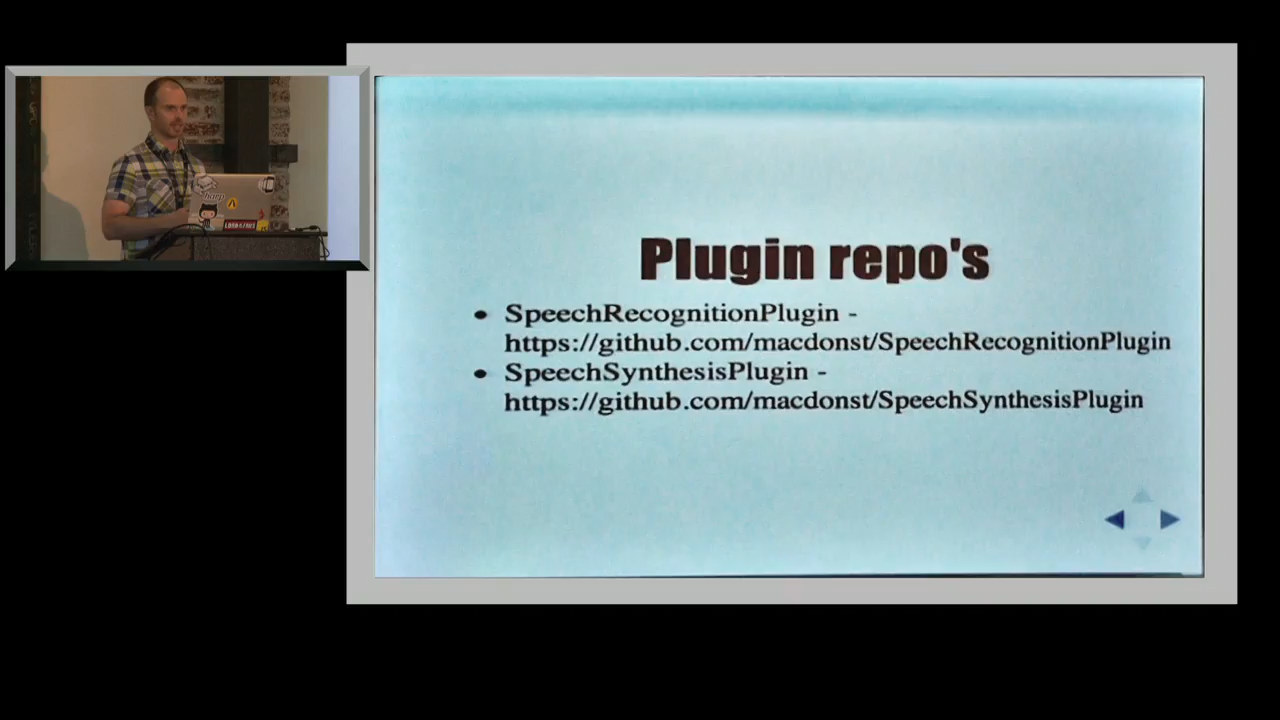 Plugin repo's
• SpeechRecognitionPlugin -
https://github.com/macdonst/SpeechRecognitionPlugin
• SpeechSynthesisPlugin -
https://github.com/macdonst/SpeechSynthesisPlugin